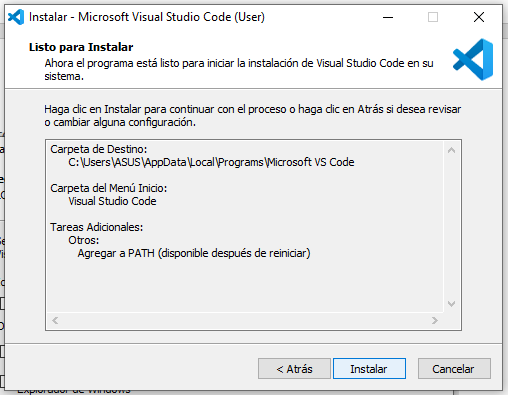 Instalar - Microsoft Visual Studio Code (User)
Listo para Instalar
Ahora el programa está listo para iniciar la instalación de Visual Studio Code en su
sistema.
Haga clic en Instalar para continuar con el proceso o haga clic en Atrás si desea revisar
o cambiar alguna configuración.
Carpeta de Destino:
C:\Users\ASUS\AppData\Local\Programs\Microsoft VS Code
Carpeta del Menú Inicio:
Visual Studio Code
Tareas Adicionales:
Otros:
Agregar a PATH (disponible después de reiniciar)
< Atrás
Instalar
Cancelar
Explorador de Windows